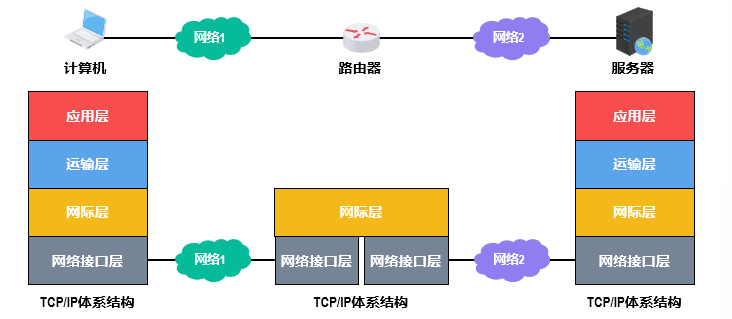 网络1
网络2
计算机
路由器
服务器
应用层
应用层
运输层
运输层
网际层
网际层
网际层
网络接口层
网络1
网络接口层
网络接口层
网络2
网络接口层
TCP/IP体系结构
TCP/IP体系结构
TCP/IP体系结构